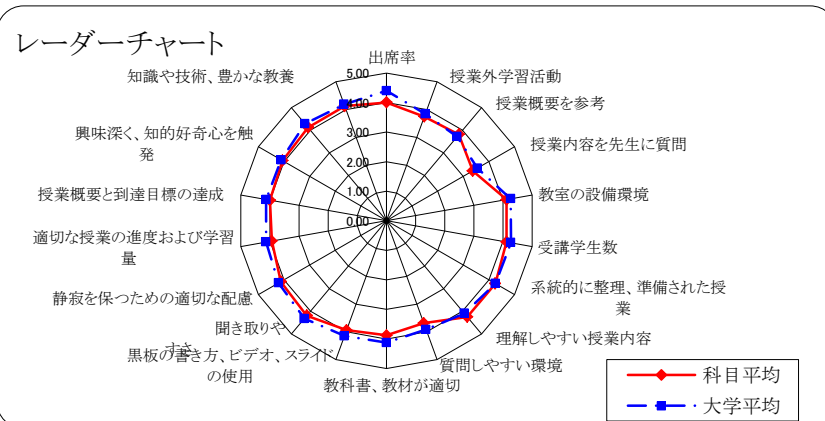 レーダーチャート
出席率
授業外学習活動
授業概要を参考
授業内容を先生に質問
教室の設備環境
受講学生数
系統的に整理、準備された授
業
理解しやすい授業内容
質問しやすい環境
教科書、教材が適切
黒板の書き方、ビデオ、スライド
の使用
聞き取りや
すさ
静寂を保つための適切な配慮
適切な授業の進度および学習
量
授業概要と到達目標の達成
興味深く、知的好奇心を触
発
知識や技術、豊かな教養
5.00
4.00
3.00
2.00
1.00
0.00
科目平均
大学平均